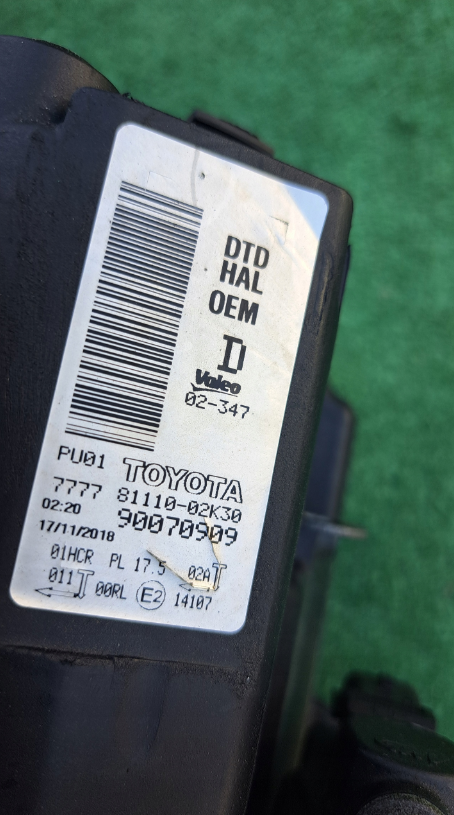 DTD
HAL
OEM
D
Valeo
02-347
PU01 TOYOTA
7777 81110-02K30
02:20 90070909
17/11/2018
01HCR PL 17.5 02A
011 00RL E2 14107